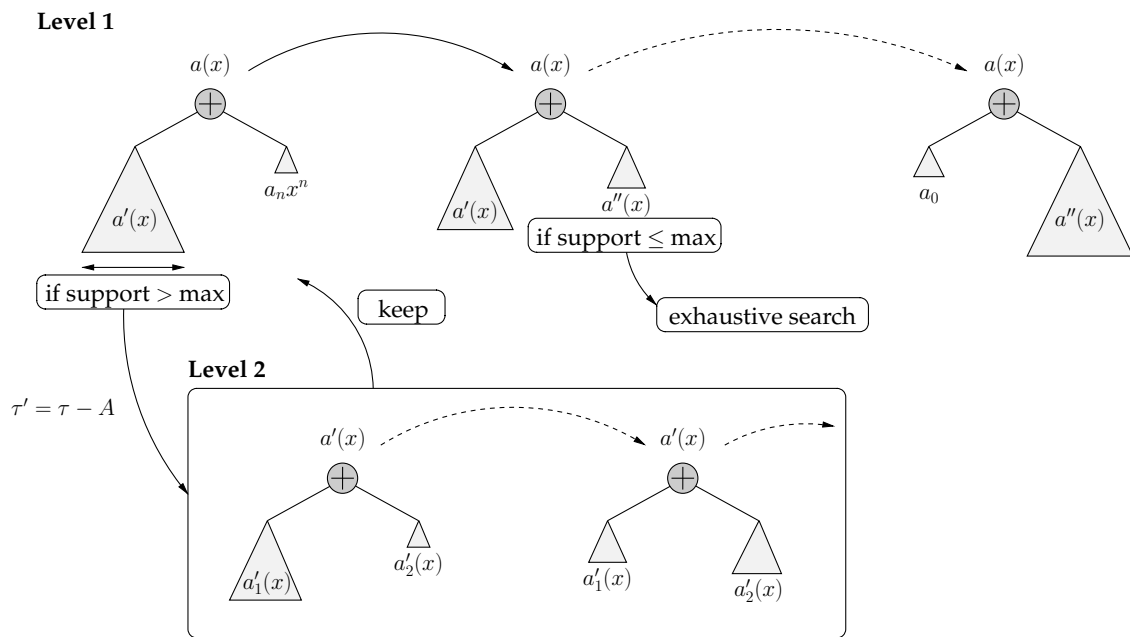 Level 1
a(x)
a(x)
a(x)
a_n x^n
a'(x)
a'(x)
a''(x)
a_0
a''(x)
if support ≤ max
if support > max
keep
exhaustive search
Level 2
τ' = τ − A
a'(x)
a'(x)
a'_1(x)
a'_2(x)
a'_1(x)
a'_2(x)